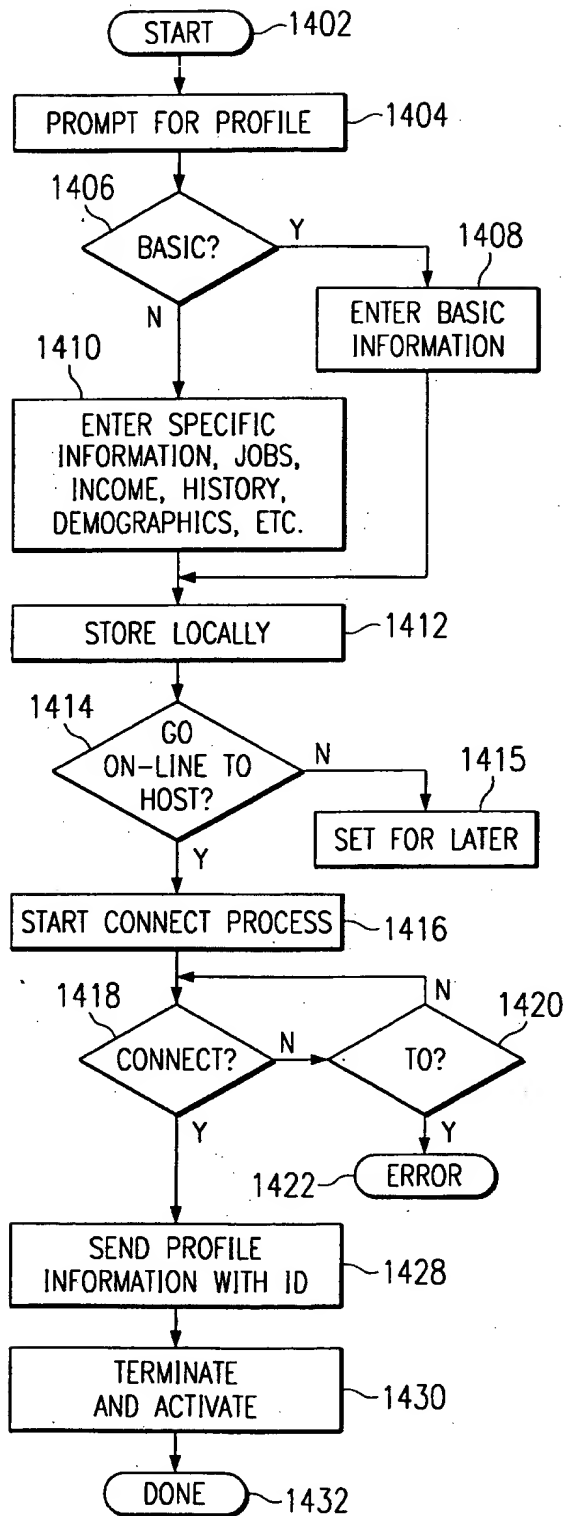 START
1402
PROMPT FOR PROFILE
1404
1406
BASIC?
Y
N
1408
ENTER BASIC
INFORMATION
1410
ENTER SPECIFIC
INFORMATION, JOBS,
INCOME, HISTORY,
DEMOGRAPHICS, ETC.
STORE LOCALLY
1412
1414
GO
ON-LINE TO
HOST?
N
Y
1415
SET FOR LATER
START CONNECT PROCESS
1416
1418
CONNECT?
N
Y
N
1420
TO?
Y
1422
ERROR
SEND PROFILE
INFORMATION WITH ID
1428
TERMINATE
AND ACTIVATE
1430
DONE
1432